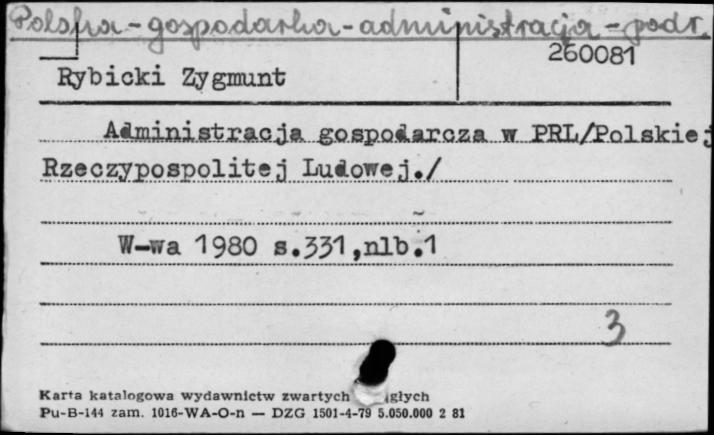 Polska - gospodarka - administracja - podr.
260081
Rybicki Zygmunt
Administracja gospodarcza w PRL/Polskiej
Rzeczypospolitej Ludowej./
W-wa 1980 s.331,nlb.1
3
Karta katalogowa wydawnictw zwartych głych
Pu-B-144 zam. 1016-WA-O-n — DZG 1501-4-79 5.050.000 2 81